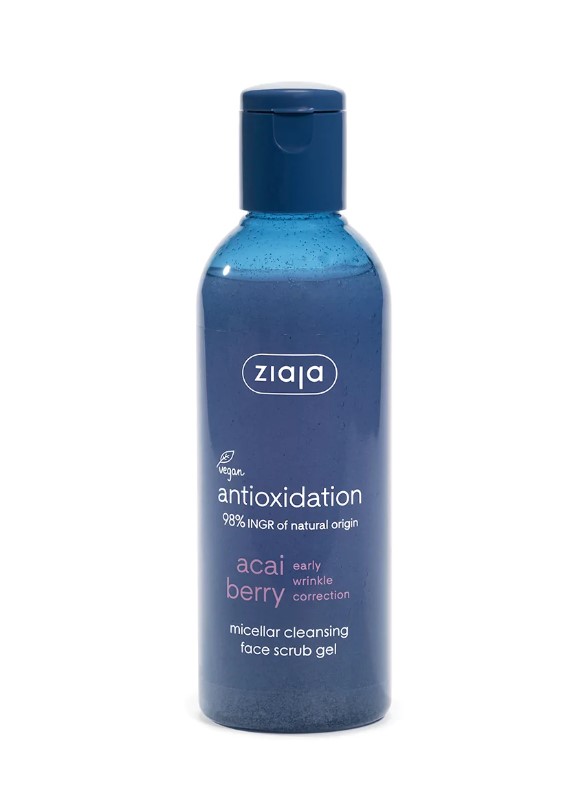 ziaja
vegan
antioxidation
98% INGR of natural origin
acai
berry
early
wrinkle
correction
micellar cleansing
face scrub gel